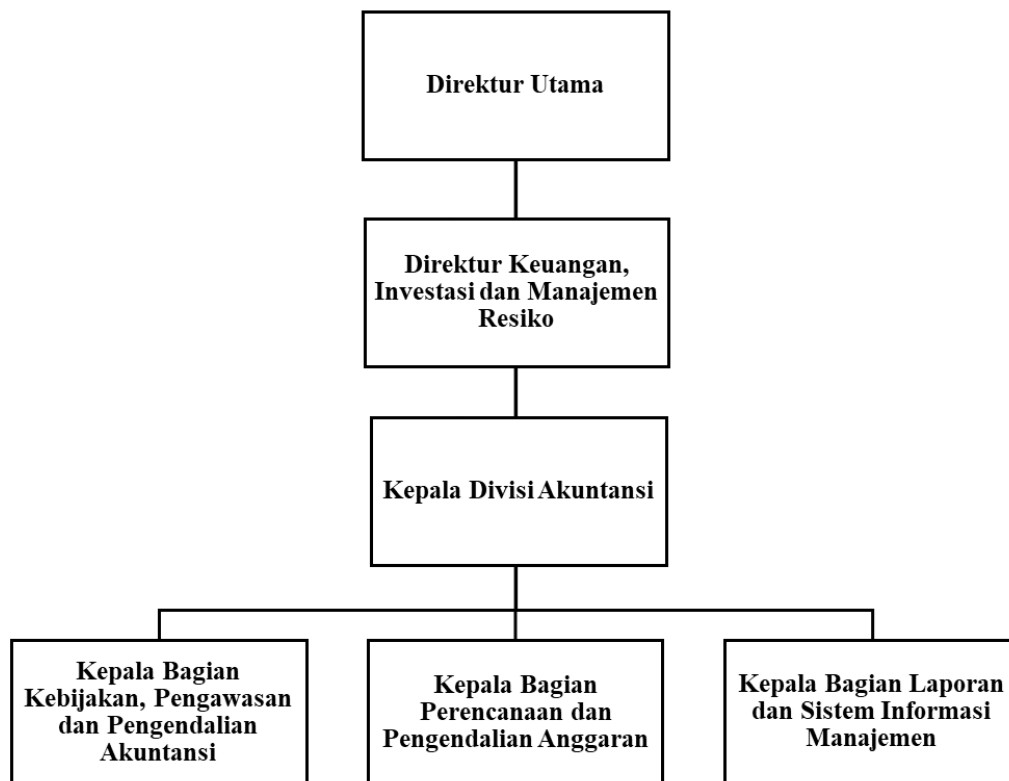 Direktur Utama
Direktur Keuangan,
Investasi dan Manajemen
Resiko
Kepala Divisi Akuntansi
Kepala Bagian
Kebijakan, Pengawasan
dan Pengendalian
Akuntansi
Kepala Bagian
Perencanaan dan
Pengendalian Anggaran
Kepala Bagian Laporan
dan Sistem Informasi
Manajemen